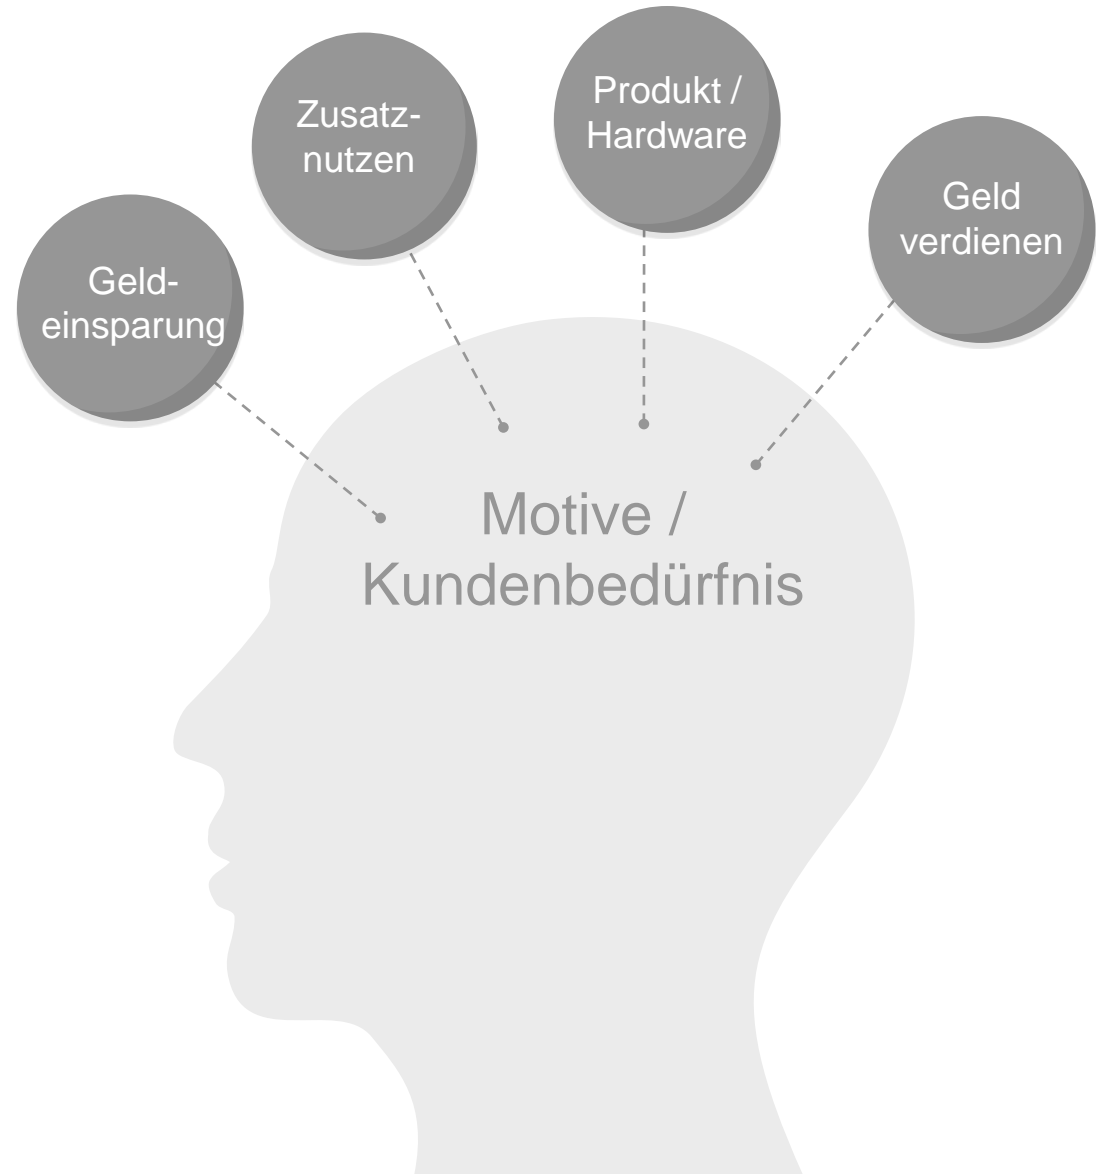 Geld-
einsparung
Zusatz-
nutzen
Produkt /
Hardware
Geld
verdienen
Motive /
Kundenbedürfnis